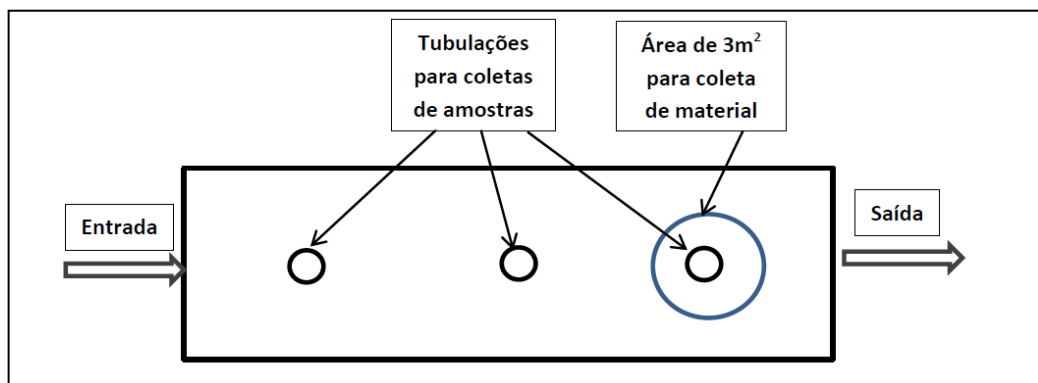 Tubulações
para coletas
de amostras
Área de 3m²
para coleta
de material
Entrada
Saída